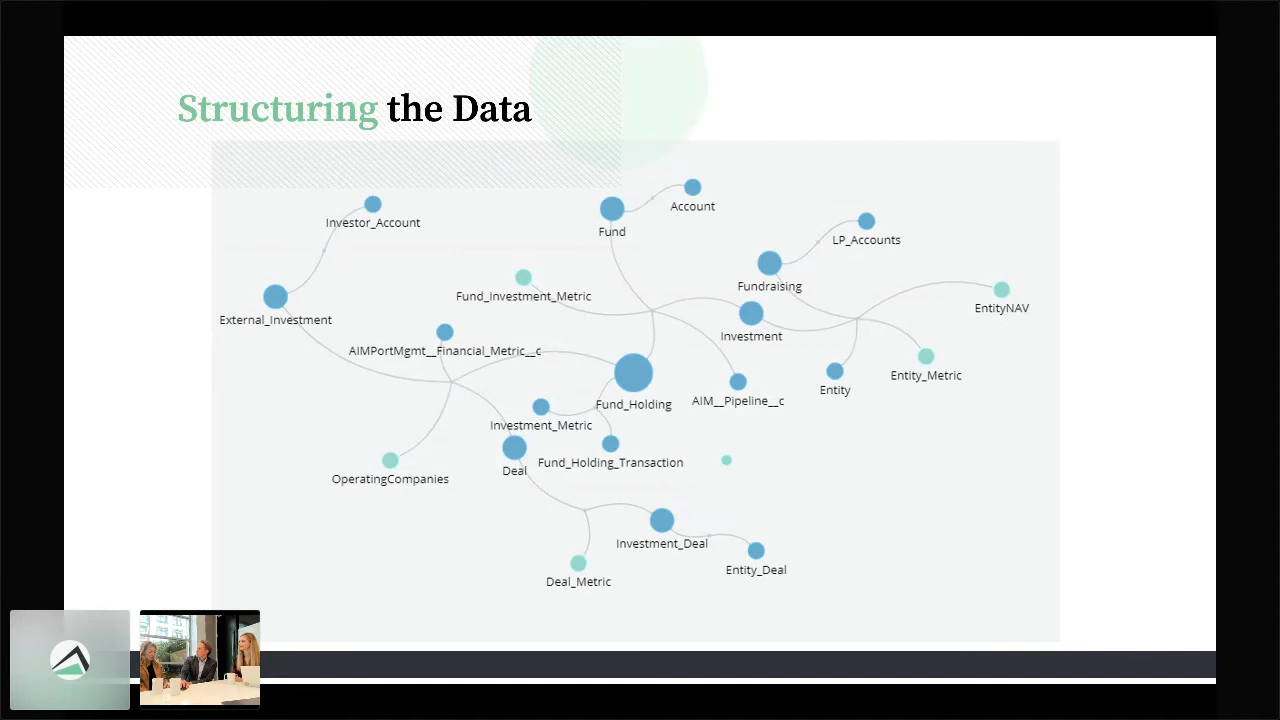 Structuring the Data
Investor_Account
Fund
Account
LP_Accounts
Fundraising
Fund_Investment_Metric
EntityNAV
External_Investment
Investment
AIMPortMgmt__Financial_Metric__c
Entity_Metric
Entity
Fund_Holding
AIM__Pipeline__c
Investment_Metric
Deal
Fund_Holding_Transaction
OperatingCompanies
Investment_Deal
Entity_Deal
Deal_Metric